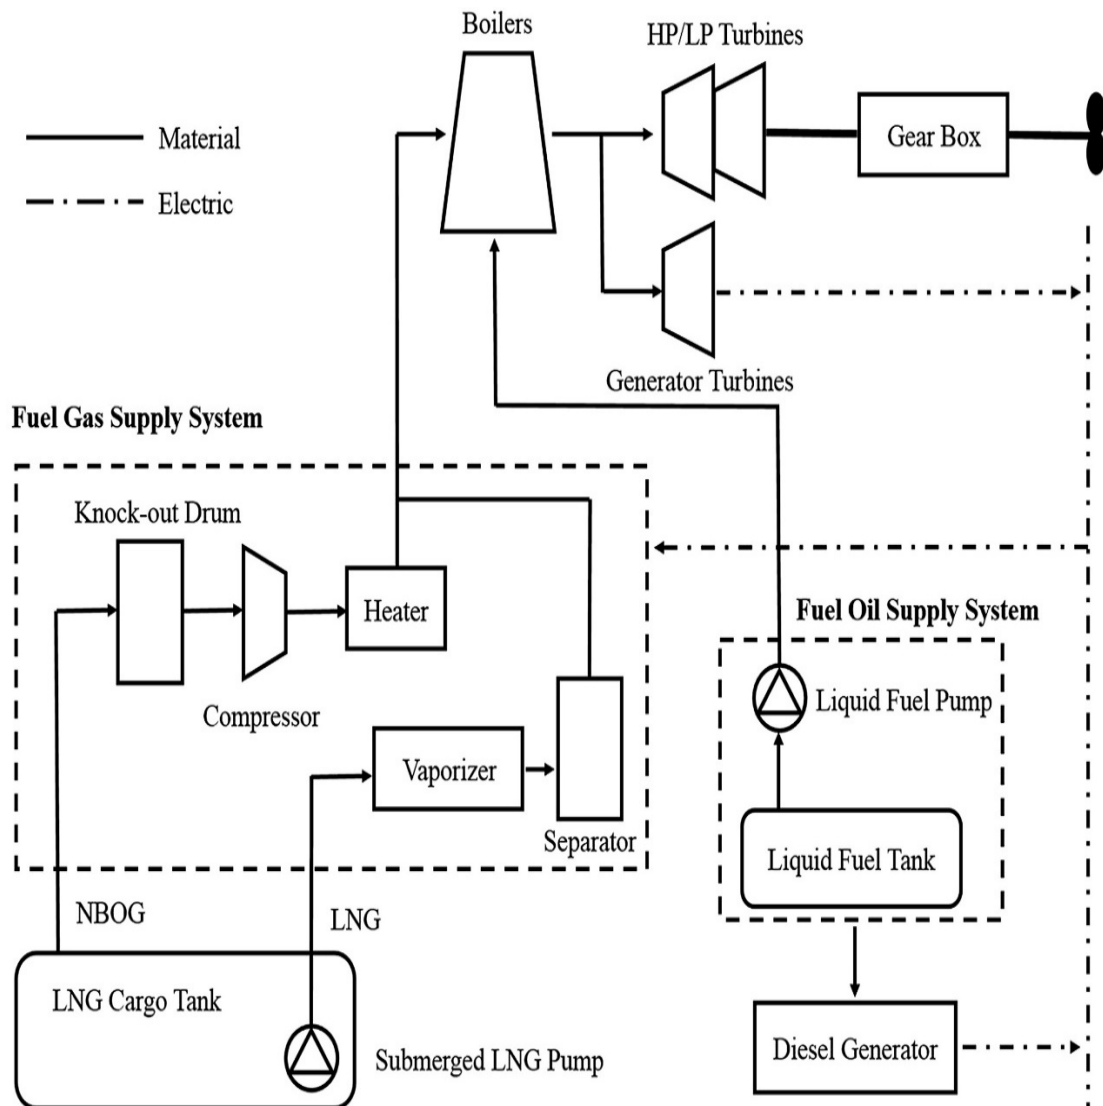 Boilers
HP/LP Turbines
Material
Gear Box
Electric
Generator Turbines
Fuel Gas Supply System
Knock-out Drum
Heater
Fuel Oil Supply System
Compressor
Liquid Fuel Pump
Vaporizer
Separator
Liquid Fuel Tank
NBOG
LNG
LNG Cargo Tank
Diesel Generator
Submerged LNG Pump